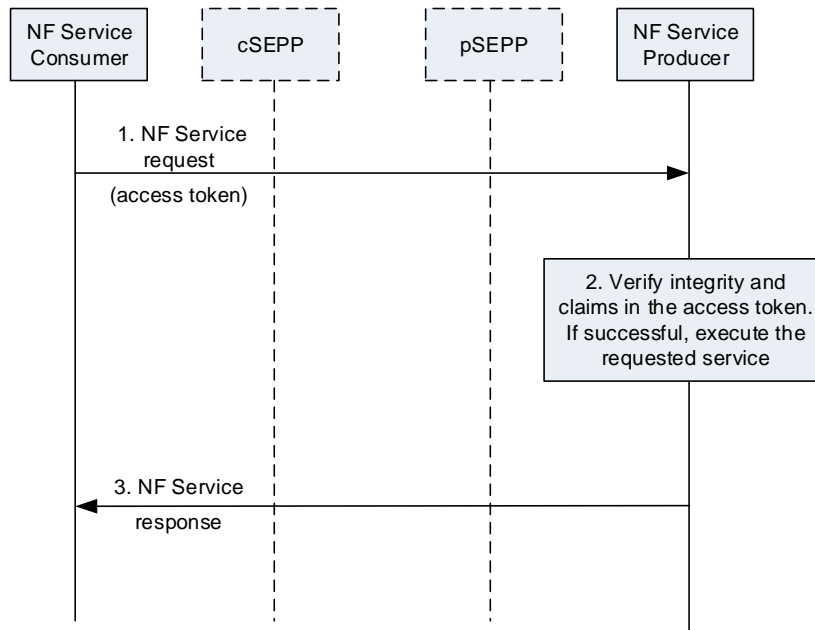 NF Service
Consumer
cSEPP
pSEPP
NF Service
Producer
1. NF Service
request
(access token)
2. Verify integrity and
claims in the access token.
If successful, execute the
requested service
3. NF Service
response